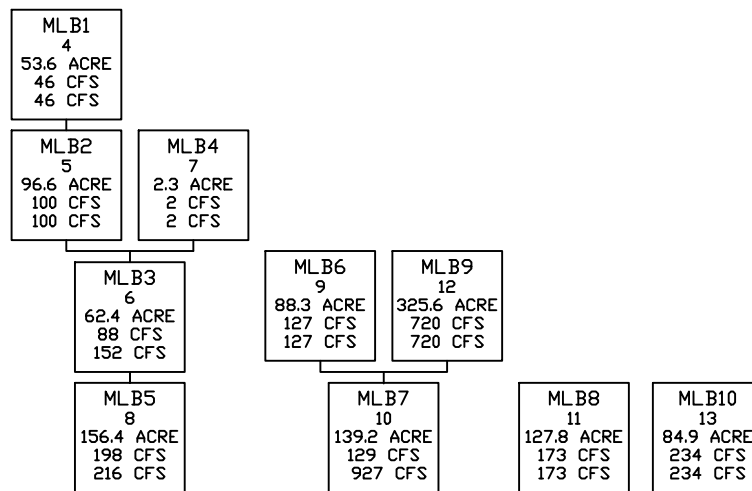 MLB1
4
53.6 ACRE
46 CFS
46 CFS
MLB2
5
96.6 ACRE
100 CFS
100 CFS
MLB4
7
2.3 ACRE
2 CFS
2 CFS
MLB3
6
62.4 ACRE
88 CFS
152 CFS
MLB6
9
88.3 ACRE
127 CFS
127 CFS
MLB9
12
325.6 ACRE
720 CFS
720 CFS
MLB5
8
156.4 ACRE
198 CFS
216 CFS
MLB7
10
139.2 ACRE
129 CFS
927 CFS
MLB8
11
127.8 ACRE
173 CFS
173 CFS
MLB10
13
84.9 ACRE
234 CFS
234 CFS